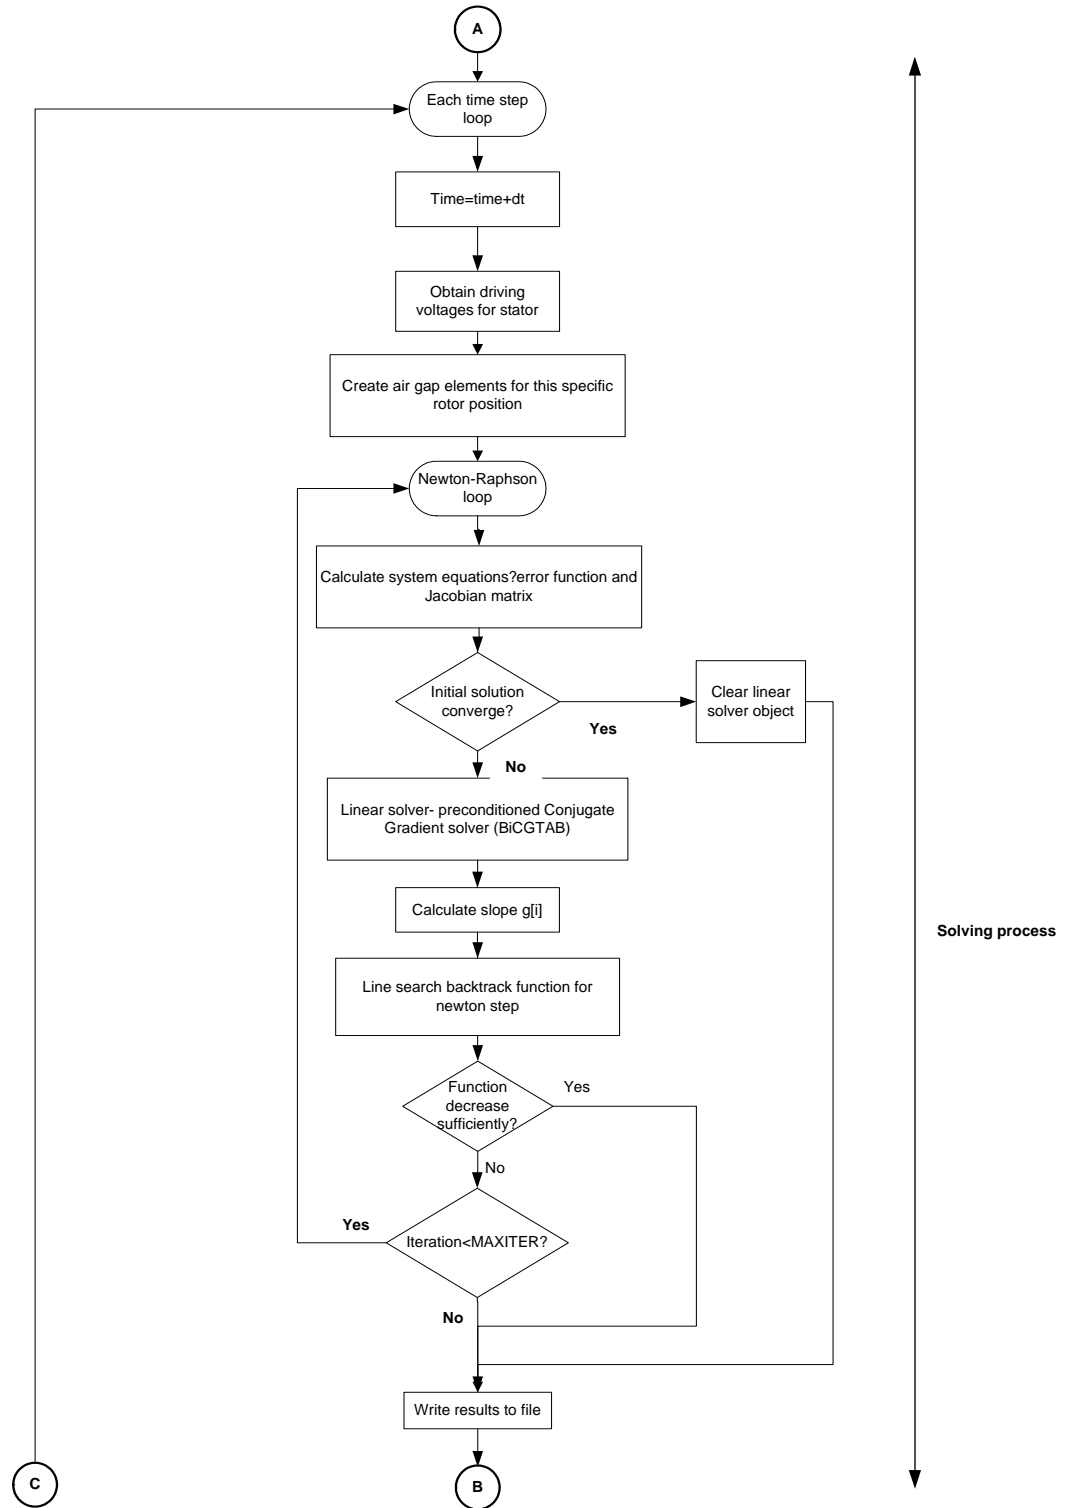 A
Each time step
loop
Time=time+dt
Obtain driving
voltages for stator
Create air gap elements for this specific
rotor position
Newton-Raphson
loop
Calculate system equations?error function and
Jacobian matrix
Initial solution
converge?
Yes
Clear linear
solver object
No
Linear solver- preconditioned Conjugate
Gradient solver (BiCGTAB)
Calculate slope g[i]
Solving process
Line search backtrack function for
newton step
Function
decrease
sufficiently?
Yes
No
Yes
Iteration<MAXITER?
No
Write results to file
C
B